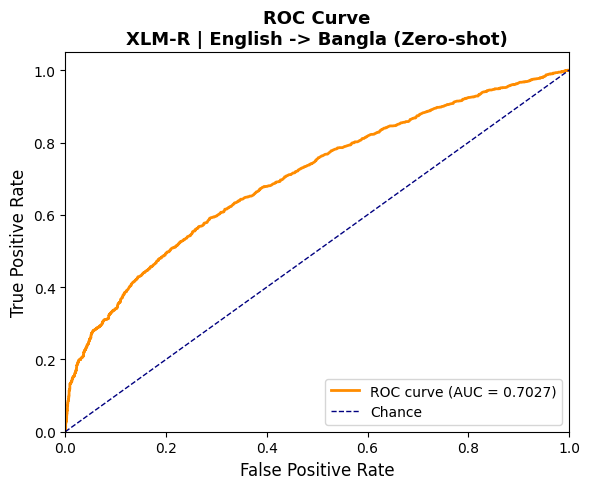 ROC Curve
XLM-R | English -> Bangla (Zero-shot)
True Positive Rate
1.0
0.8
0.6
0.4
0.2
0.0
0.0 0.2 0.4 0.6 0.8 1.0
False Positive Rate
ROC curve (AUC = 0.7027)
Chance